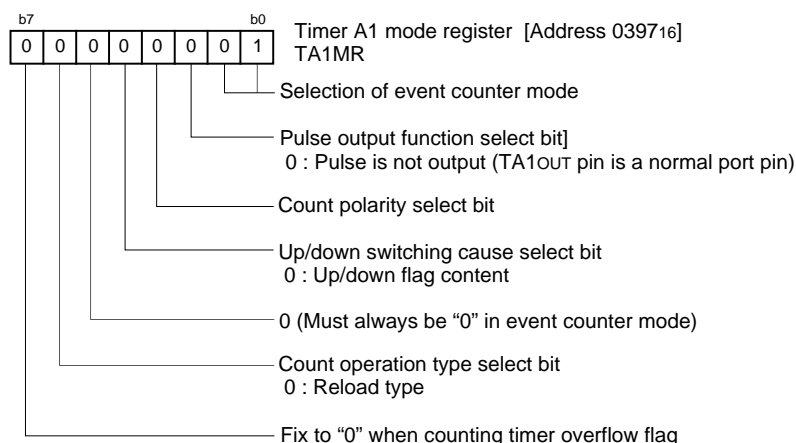 b7 b0
0 0 0 0 0 0 0 1
Timer A1 mode register [Address 039716]
TA1MR
Selection of event counter mode
Pulse output function select bit]
0 : Pulse is not output (TA1OUT pin is a normal port pin)
Count polarity select bit
Up/down switching cause select bit
0 : Up/down flag content
0 (Must always be “0” in event counter mode)
Count operation type select bit
0 : Reload type
Fix to “0” when counting timer overflow flag